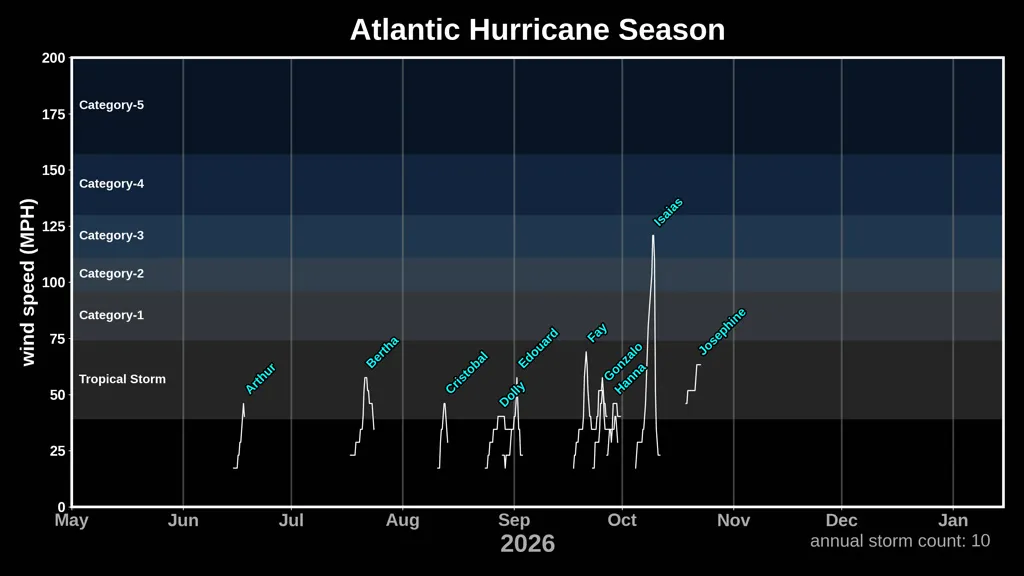 Atlantic Hurricane Season
wind speed (MPH)
200
175
150
125
100
75
50
25
0
Category-5
Category-4
Category-3
Category-2
Category-1
Tropical Storm
Arthur
Bertha
Cristobal
Dolly
Edouard
Fay
Gonzalo
Hanna
Isaias
Josephine
May Jun Jul Aug Sep Oct Nov Dec Jan
2026
annual storm count: 10